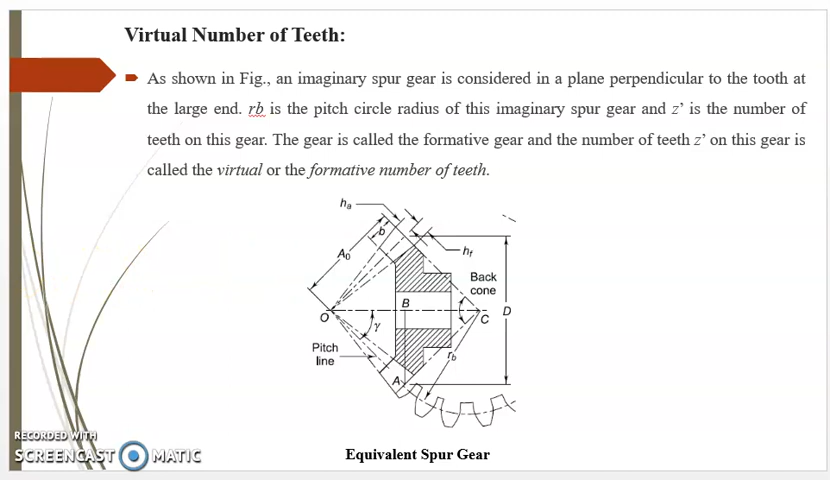 Virtual Number of Teeth:
As shown in Fig., an imaginary spur gear is considered in a plane perpendicular to the tooth at
the large end. rb is the pitch circle radius of this imaginary spur gear and z’ is the number of
teeth on this gear. The gear is called the formative gear and the number of teeth z’ on this gear is
called the virtual or the formative number of teeth.
ha
b
A0
hf
Back
cone
B
O
C
D
γ
Pitch
line
rb
A
RECORDED WITH
SCREENCAST MATIC
Equivalent Spur Gear